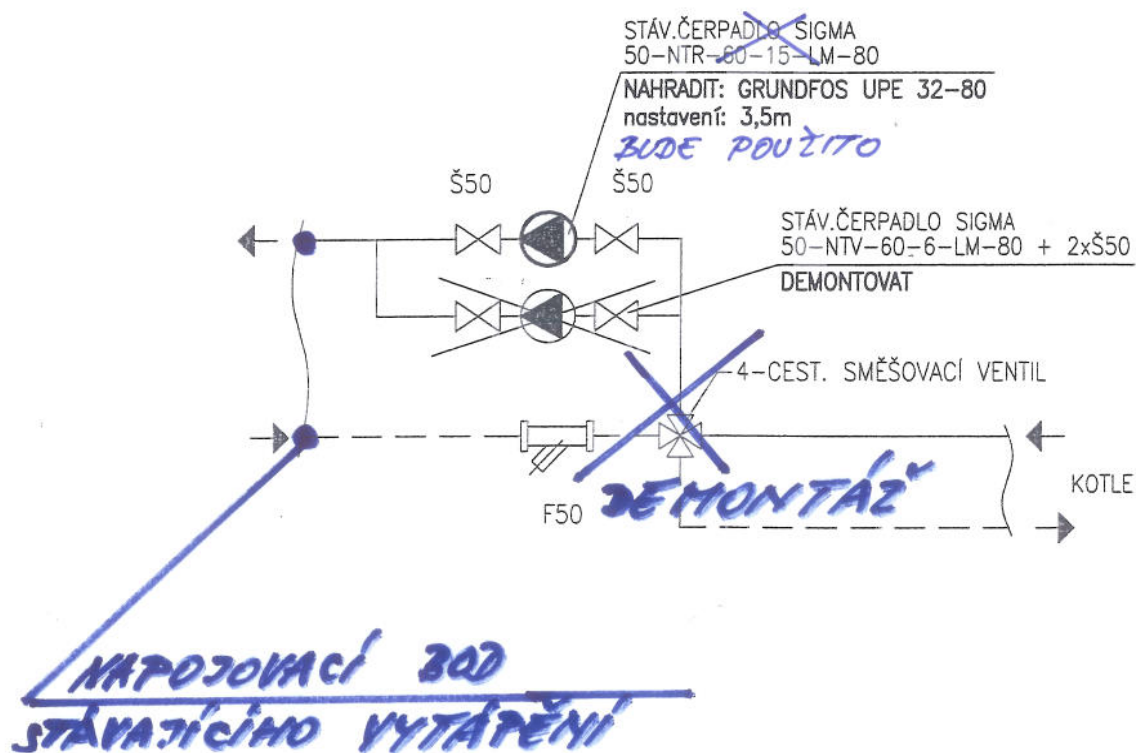 STÁV.ČERPADLO SIGMA
50-NTR-60-15-LM-80
NAHRADIT: GRUNDFOS UPE 32-80
nastavení: 3,5m
BUDE POUŽITO
Š50
Š50
STÁV.ČERPADLO SIGMA
50-NTV-60-6-LM-80 + 2xŠ50
DEMONTOVAT
4-CEST. SMĚŠOVACÍ VENTIL
KOTLE
F50
DEMONTÁŽ
NAPOJOVACÍ BOD
STÁVAJÍCÍHO VYTÁPĚNÍ